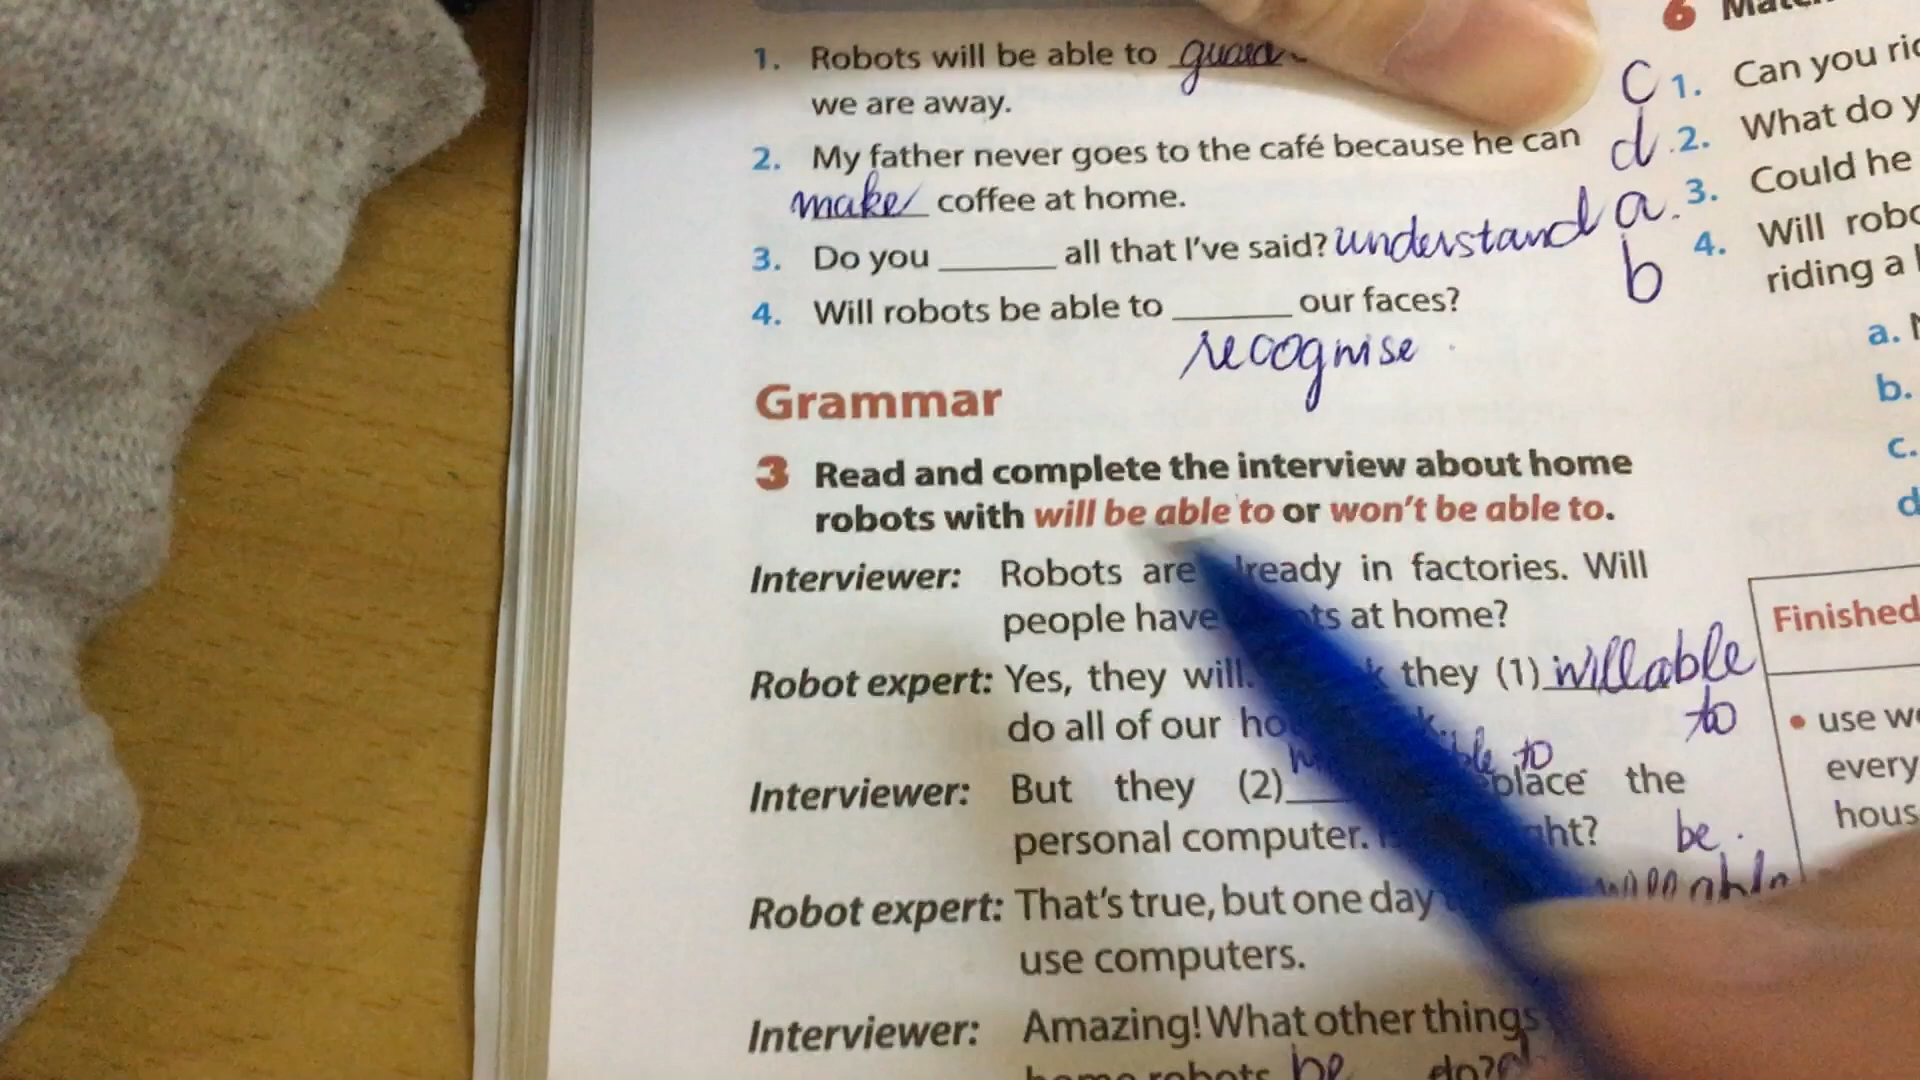 1. Robots will be able to guard
we are away.
2. My father never goes to the café because he can
make coffee at home.
3. Do you ______ all that I've said? understand
4. Will robots be able to ______ our faces?
recognise
Grammar
3 Read and complete the interview about home
robots with will be able to or won't be able to.
Interviewer: Robots are already in factories. Will
people have at home?
Robot expert: Yes, they will. they (1) will able
to
do all of our
to
Interviewer: But they (2)___ the
personal computer.
be
Robot expert: That's true, but one day
use computers.
Interviewer: Amazing! What other things
be do?
6
c 1. Can you
d 2. What do
a. 3. Could he
b 4. Will
riding a
a.
b.
c.
d
Finished
• use
every